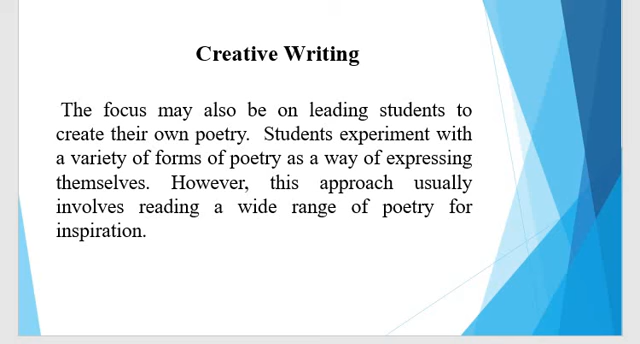 Creative Writing
The focus may also be on leading students to
create their own poetry.  Students experiment with
a variety of forms of poetry as a way of expressing
themselves.  However, this approach usually
involves reading a wide range of poetry for
inspiration.